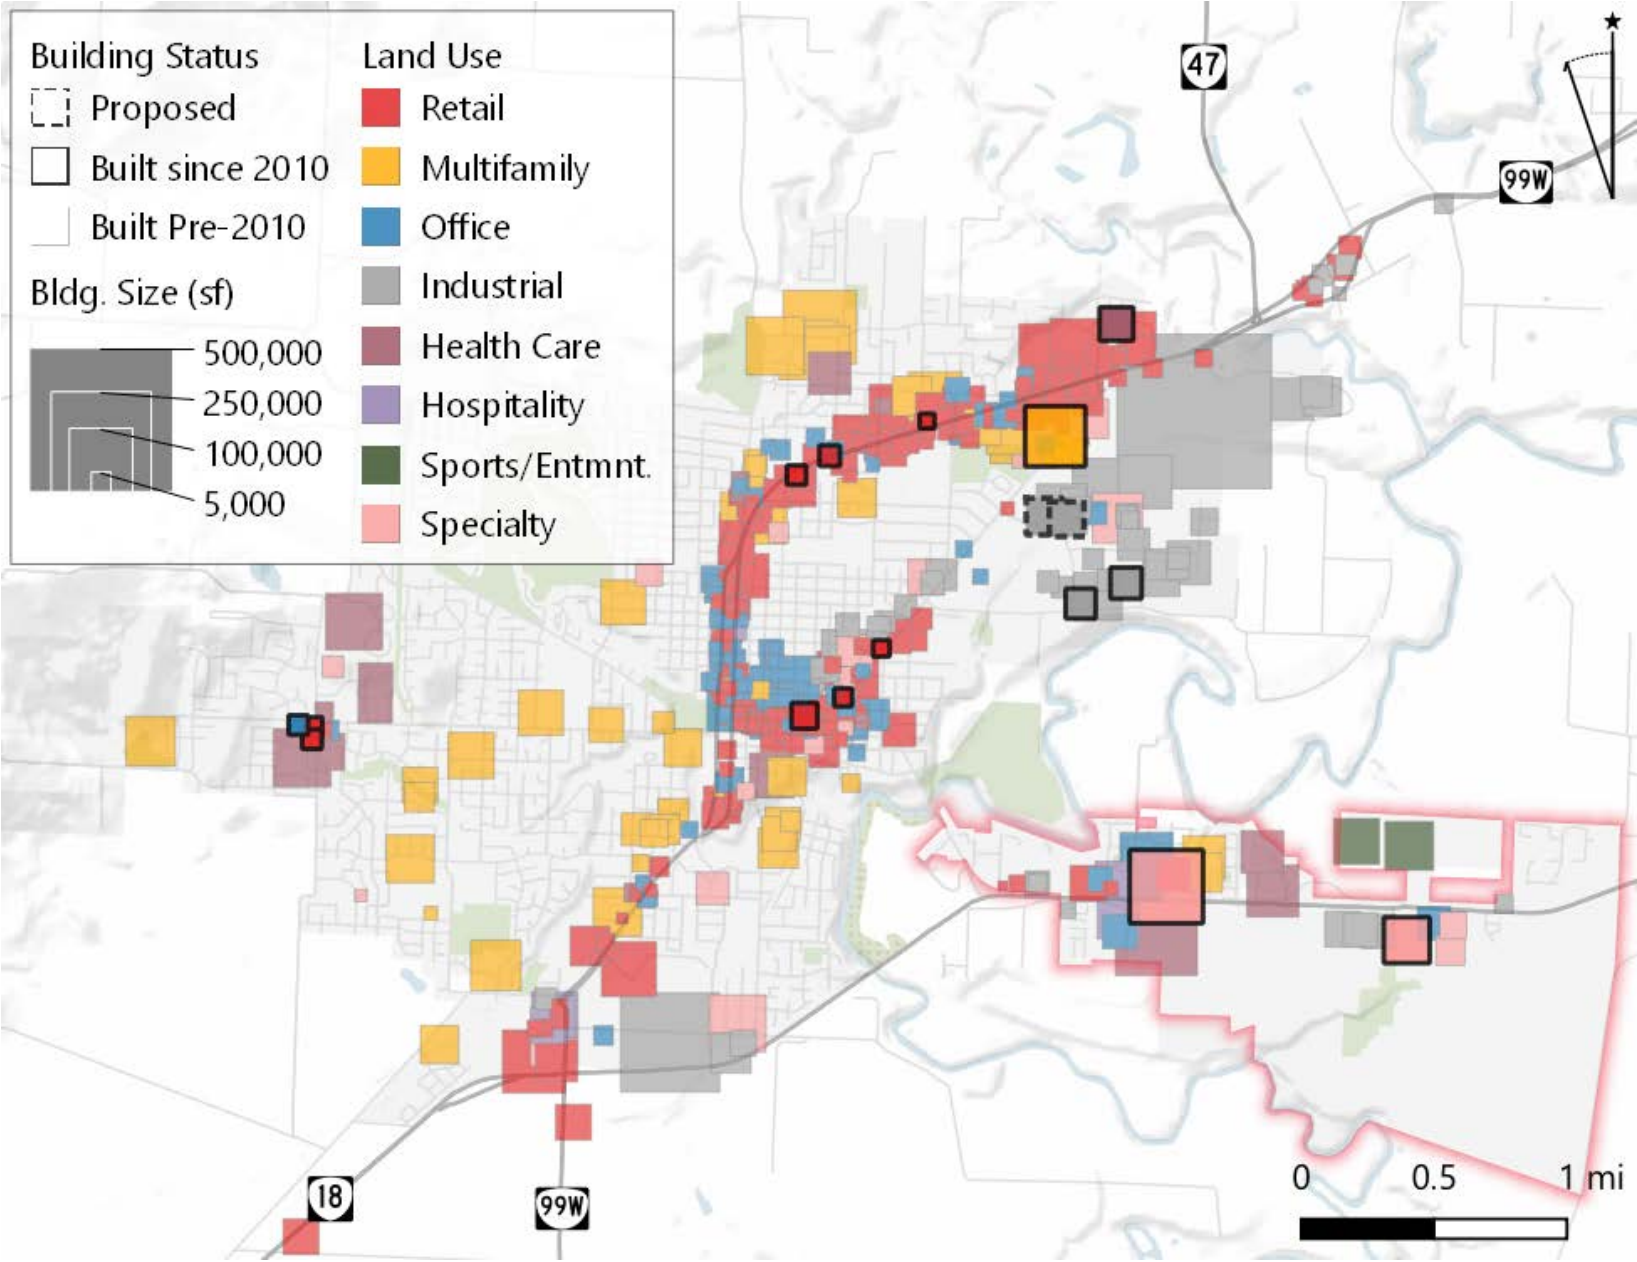 Building Status
Proposed
Built since 2010
Built Pre-2010
Bldg. Size (sf)
500,000
250,000
100,000
5,000
Land Use
Retail
Multifamily
Office
Industrial
Health Care
Hospitality
Sports/Entmnt.
Specialty
47
99W
18
99W
0 0.5 1 mi